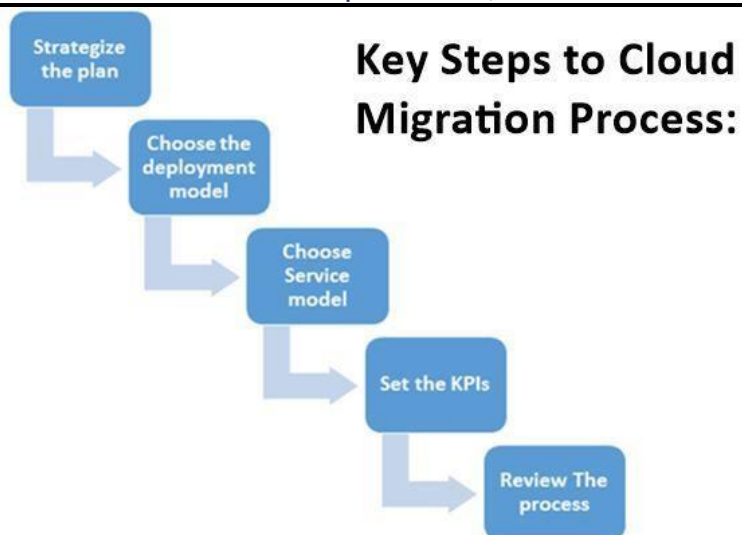 Key Steps to Cloud
Migration Process:
Strategize
the plan
Choose the
deployment
model
Choose
Service
model
Set the KPIs
Review The
process